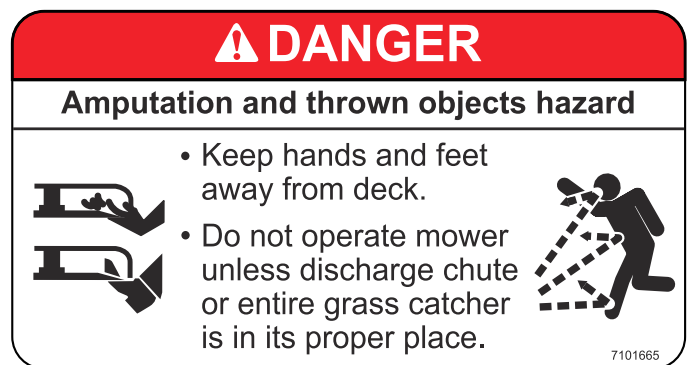 DANGER
Amputation and thrown objects hazard
• Keep hands and feet
away from deck.
• Do not operate mower
unless discharge chute
or entire grass catcher
is in its proper place.
7101665